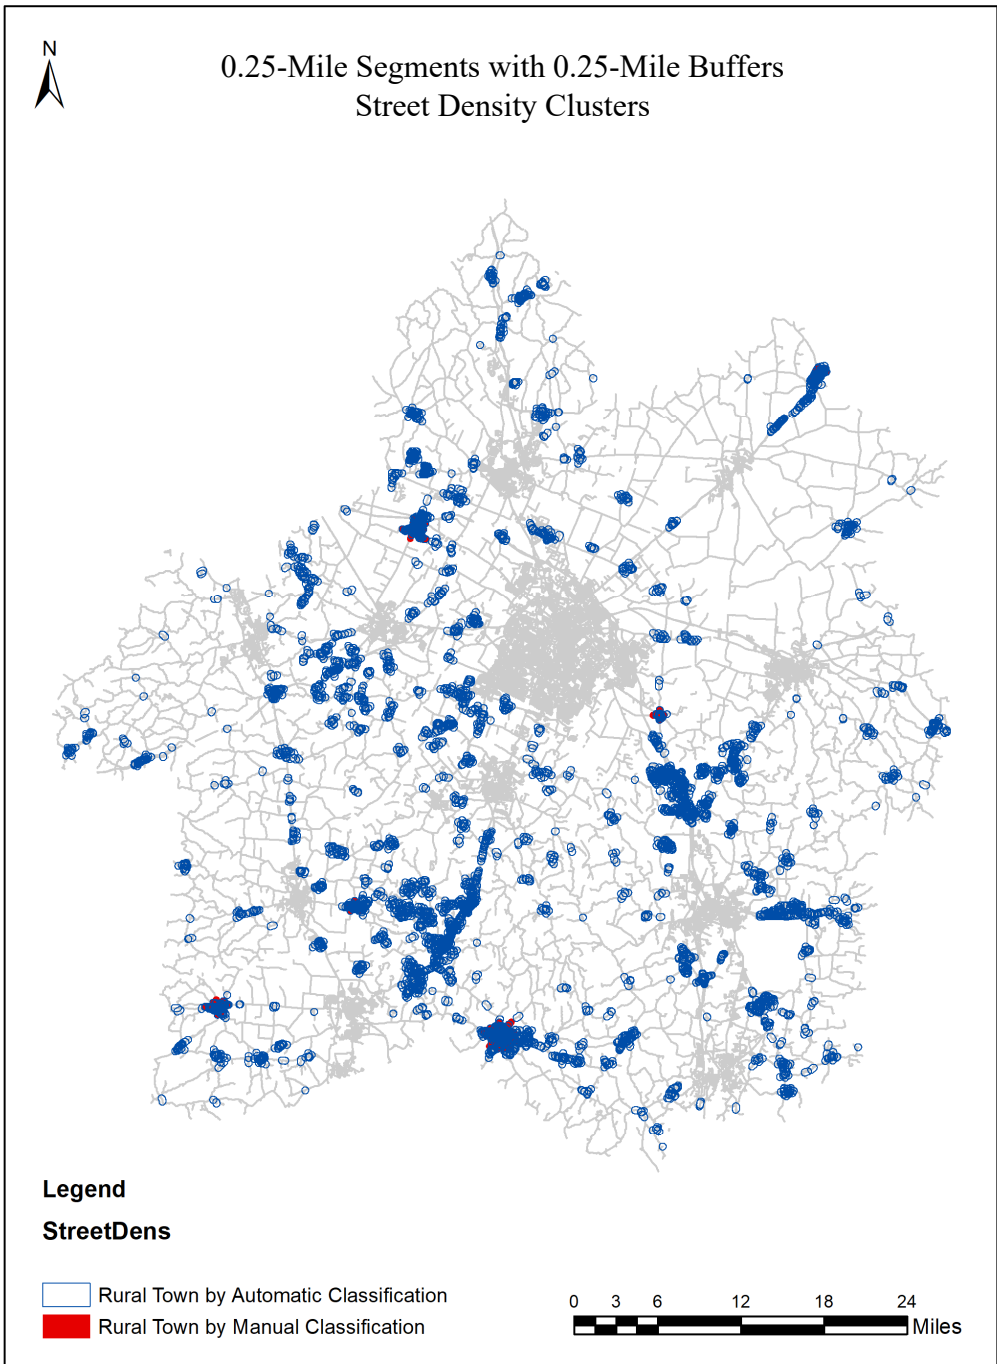 N
0.25-Mile Segments with 0.25-Mile Buffers
Street Density Clusters
Legend
StreetDens
Rural Town by Automatic Classification
Rural Town by Manual Classification
0 3 6 12 18 24
Miles